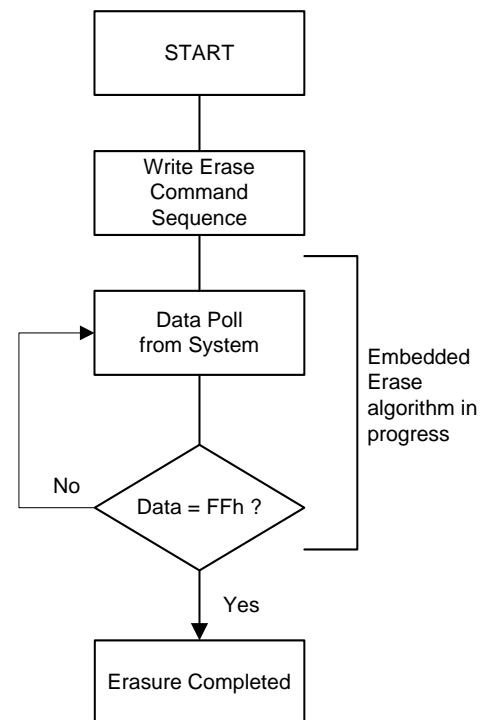 START
Write Erase
Command
Sequence
Data Poll
from System
Embedded
Erase
algorithm in
progress
No
Data = FFh ?
Yes
Erasure Completed